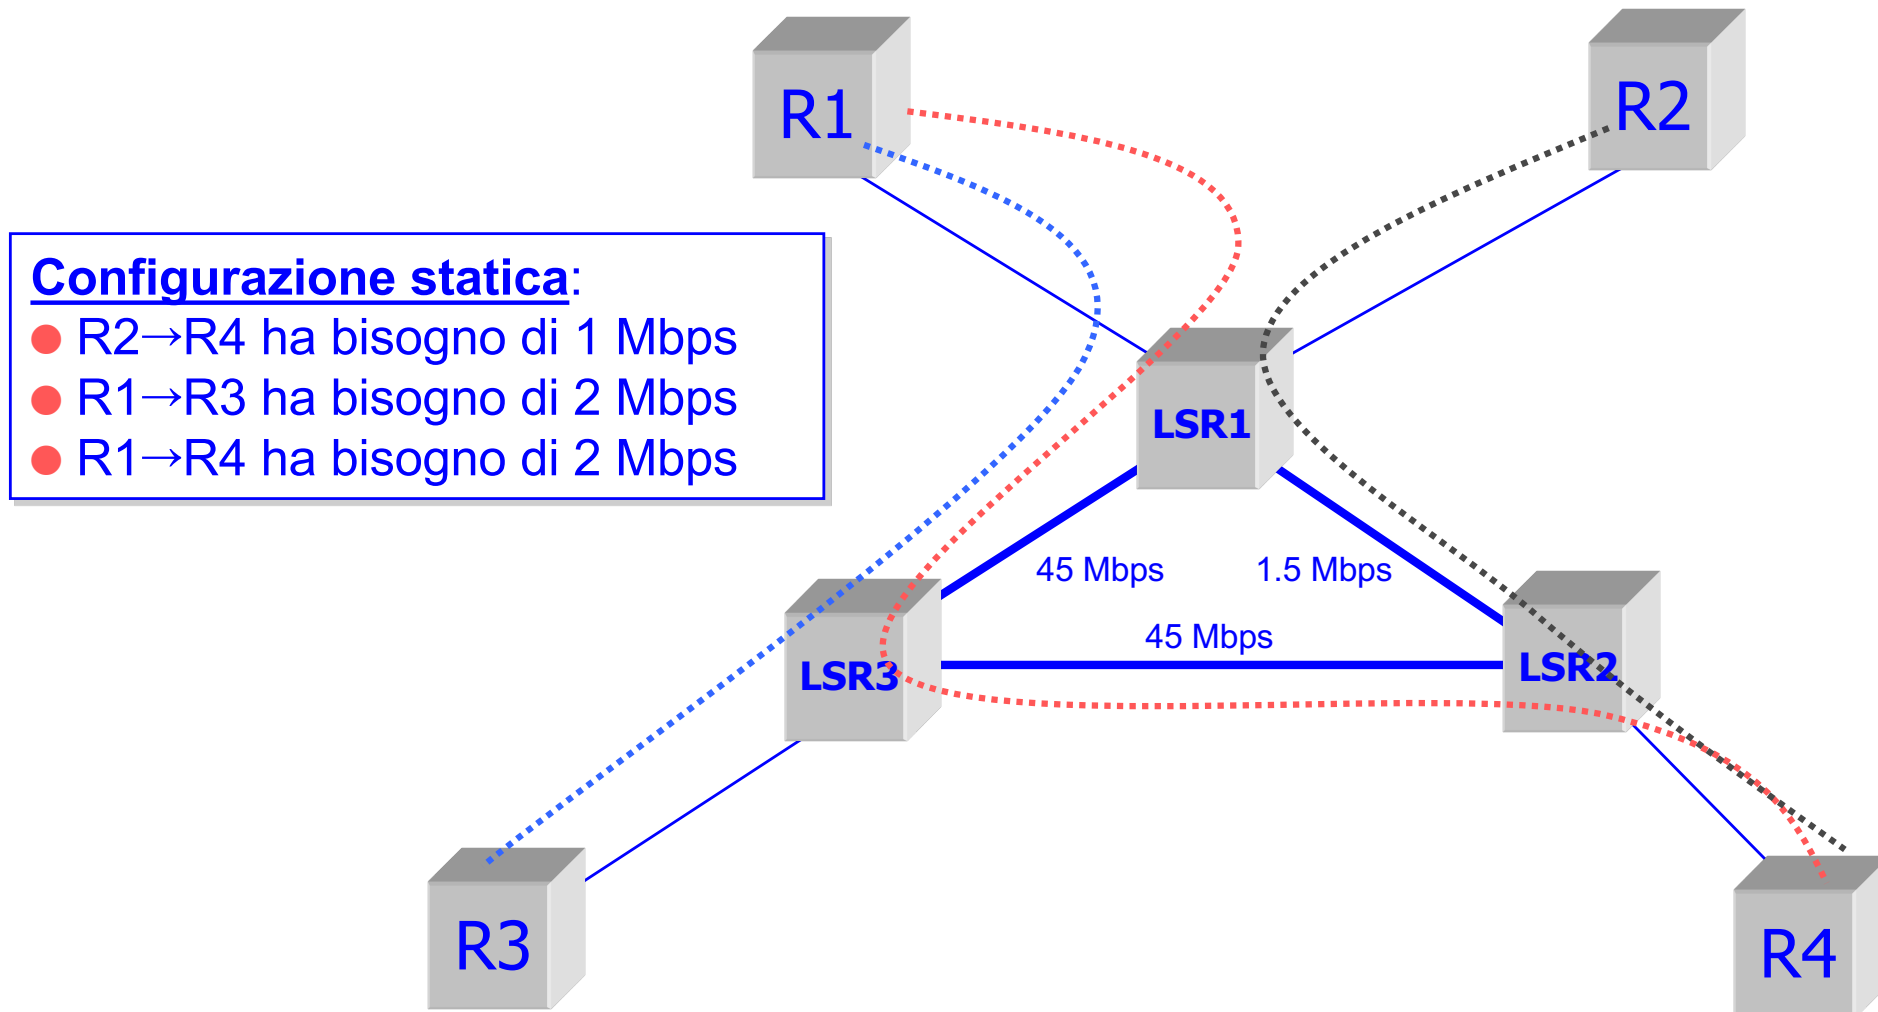 R1
R2
Configurazione statica:
R2→R4 ha bisogno di 1 Mbps
R1→R3 ha bisogno di 2 Mbps
R1→R4 ha bisogno di 2 Mbps
LSR1
45 Mbps
1.5 Mbps
45 Mbps
LSR3
LSR2
R3
R4